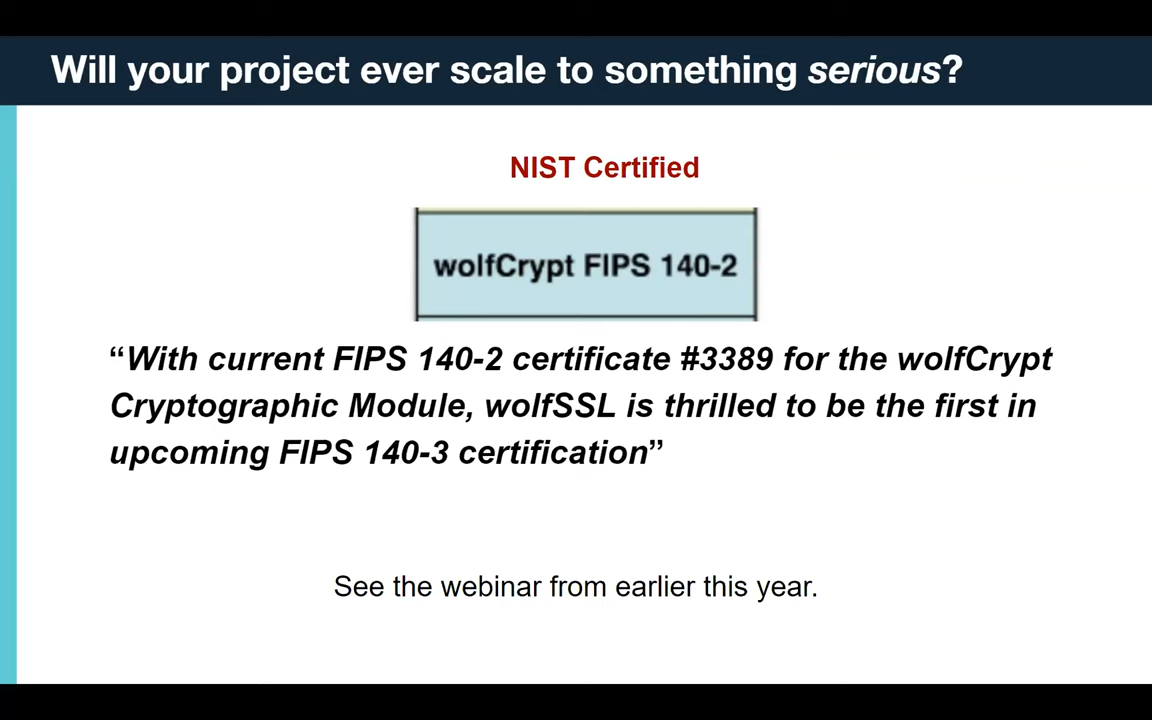 Will your project ever scale to something serious?
NIST Certified
wolfCrypt FIPS 140-2
“With current FIPS 140-2 certificate #3389 for the wolfCrypt
Cryptographic Module, wolfSSL is thrilled to be the first in
upcoming FIPS 140-3 certification”
See the webinar from earlier this year.